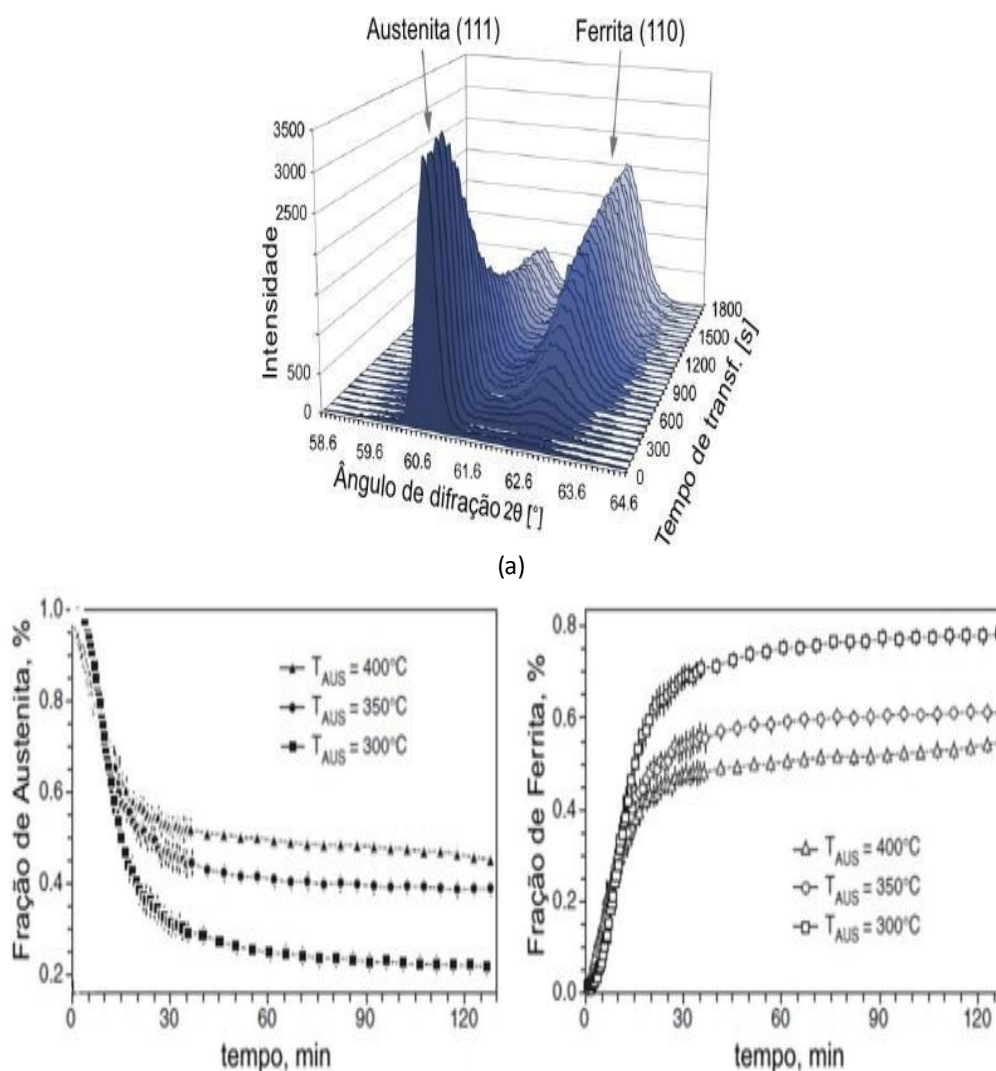 Austenita (111)
Ferrita (110)
3500
3000
2500
500
0
Intensidade
58.6
59.6
60.6
61.6
62.6
63.6
64.6
Ângulo de difração 2θ [°]
0
300
600
900
1200
1500
1800
Tempo de transf. [s]
(a)
1.0
0.8
0.6
0.4
0.2
Fração de Austenita, %
T_AUS = 400°C
T_AUS = 350°C
T_AUS = 300°C
0
30
60
90
120
tempo, min
0.8
0.6
0.4
0.2
0.0
Fração de Ferrita, %
T_AUS = 400°C
T_AUS = 350°C
T_AUS = 300°C
0
30
60
90
120
tempo, min